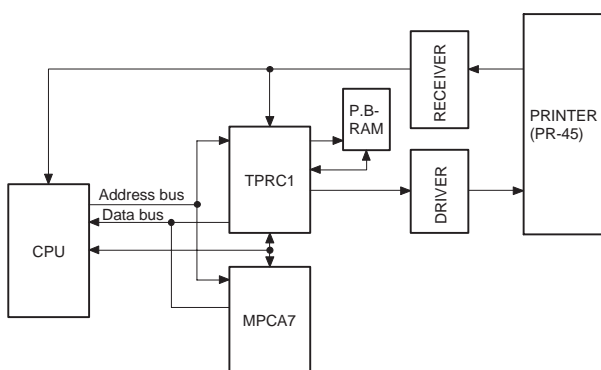 RECEIVER
P.B-
RAM
PRINTER
(PR-45)
TPRC1
DRIVER
Address bus
Data bus
CPU
MPCA7